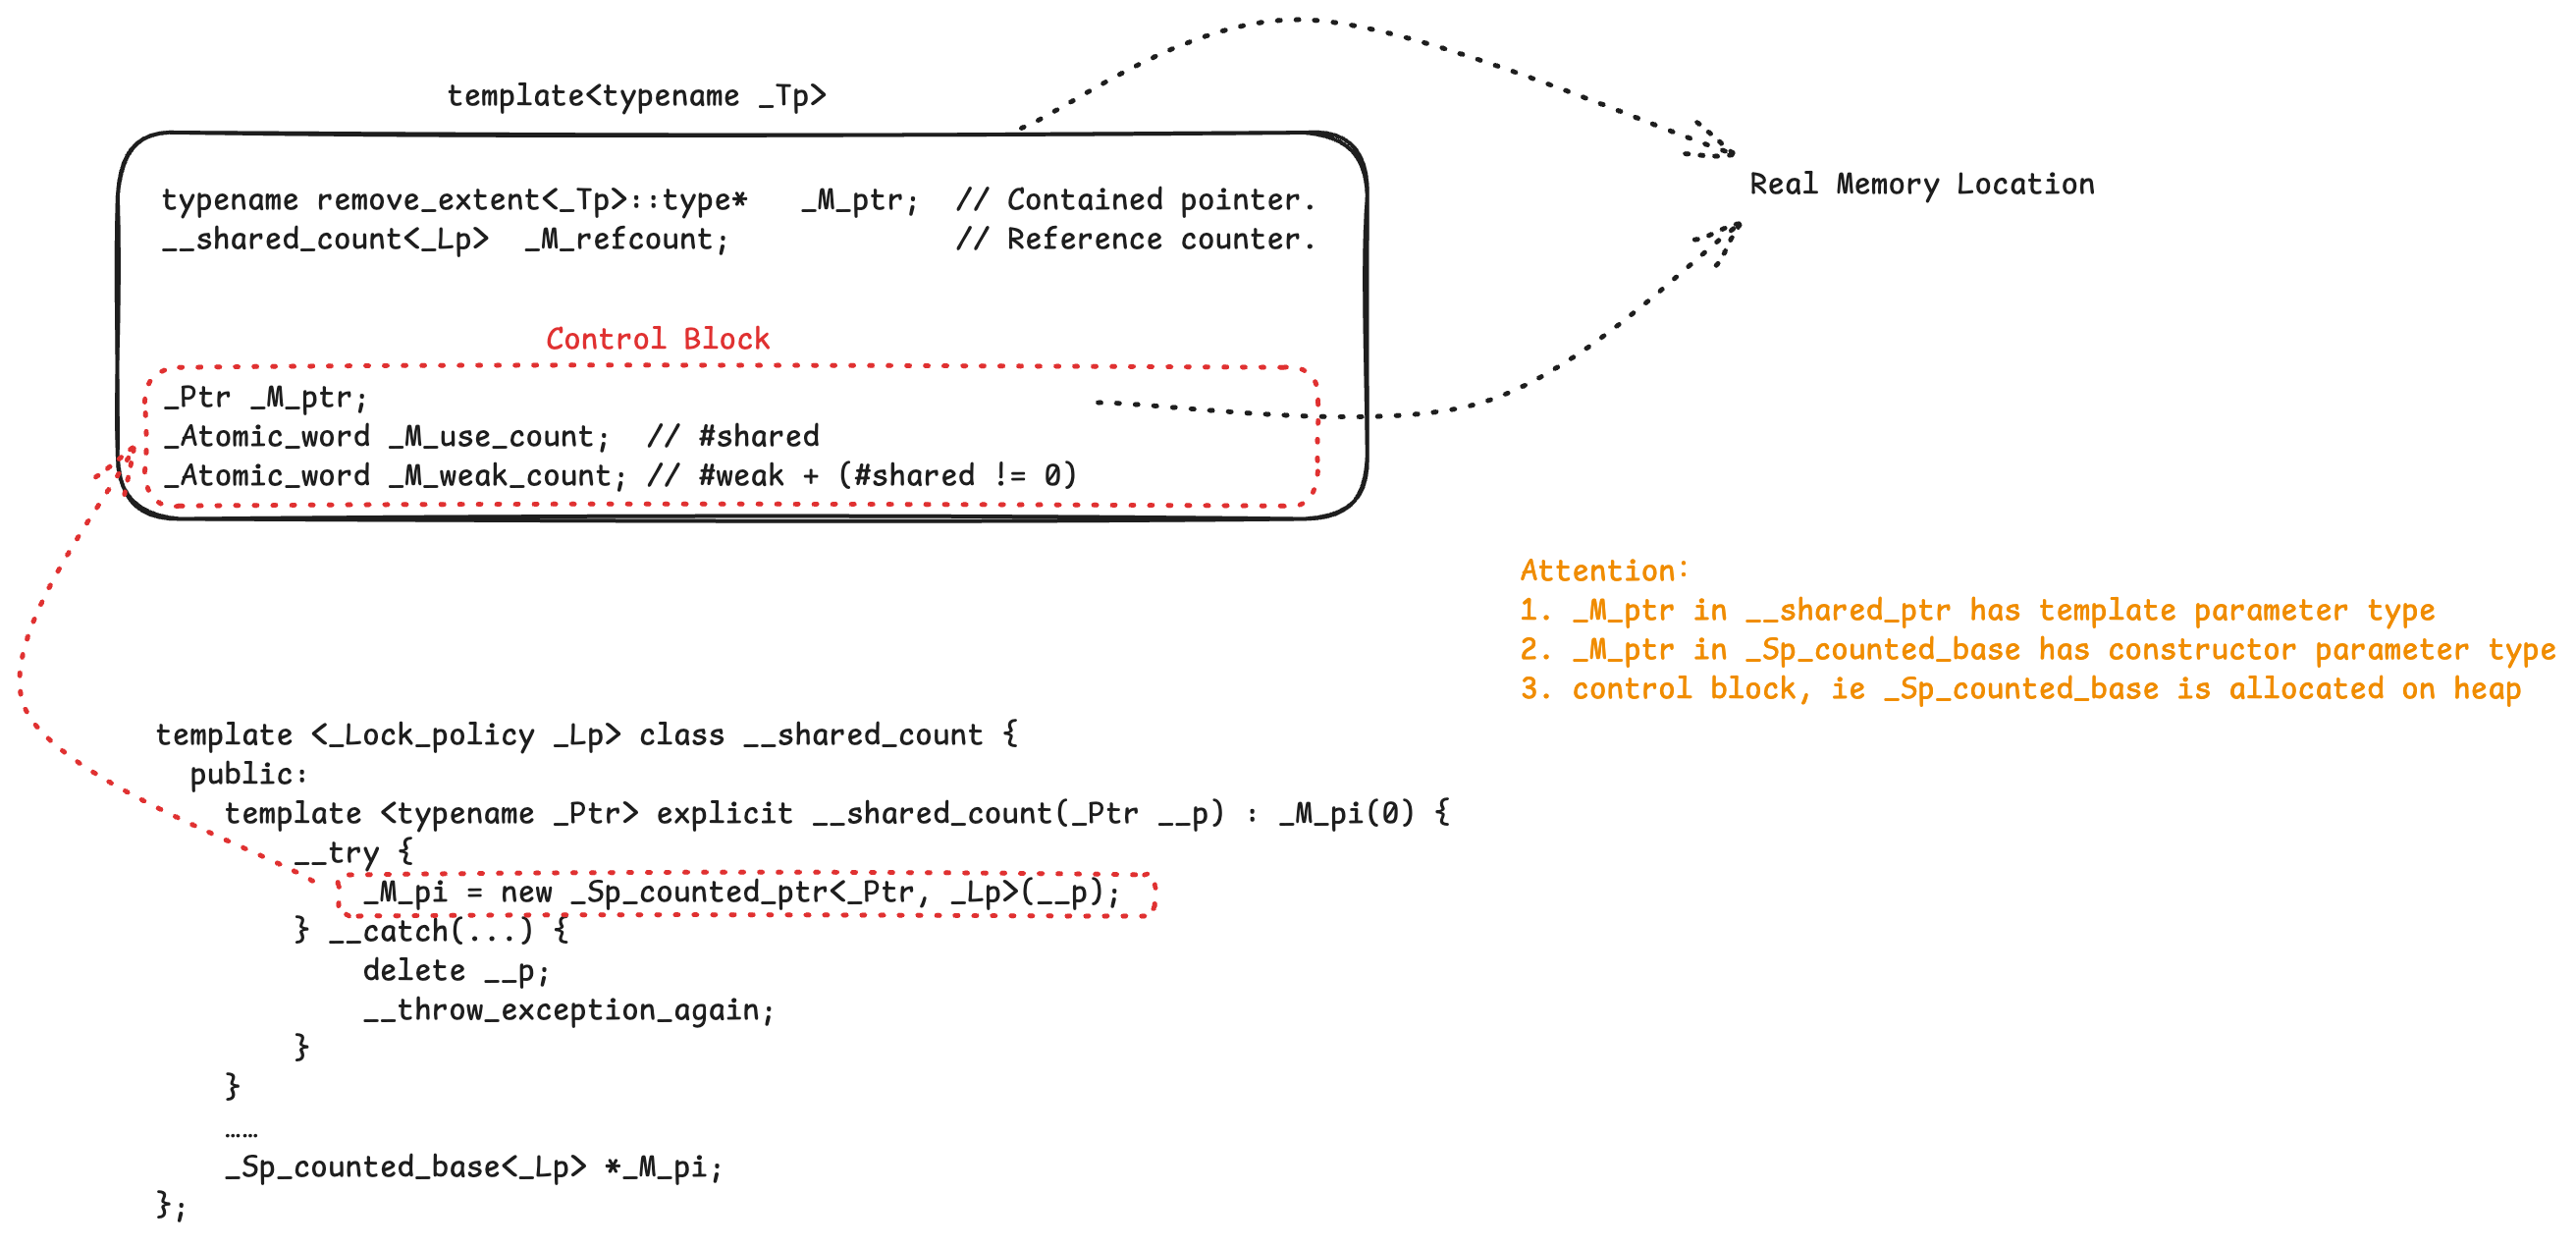 template<typename _Tp>
typename remove_extent<_Tp>::type*   _M_ptr;  // Contained pointer.
__shared_count<_Lp>  _M_refcount;             // Reference counter.
Real Memory Location
Control Block
_Ptr _M_ptr;
_Atomic_word _M_use_count;  // #shared
_Atomic_word _M_weak_count; // #weak + (#shared != 0)
Attention:
1. _M_ptr in __shared_ptr has template parameter type
2. _M_ptr in _Sp_counted_base has constructor parameter type
3. control block, ie _Sp_counted_base is allocated on heap
template <_Lock_policy _Lp> class __shared_count {
  public:
    template <typename _Ptr> explicit __shared_count(_Ptr __p) : _M_pi(0) {
        __try {
            _M_pi = new _Sp_counted_ptr<_Ptr, _Lp>(__p);
        } __catch(...) {
            delete __p;
            __throw_exception_again;
        }
    }
    ……
    _Sp_counted_base<_Lp> *_M_pi;
};